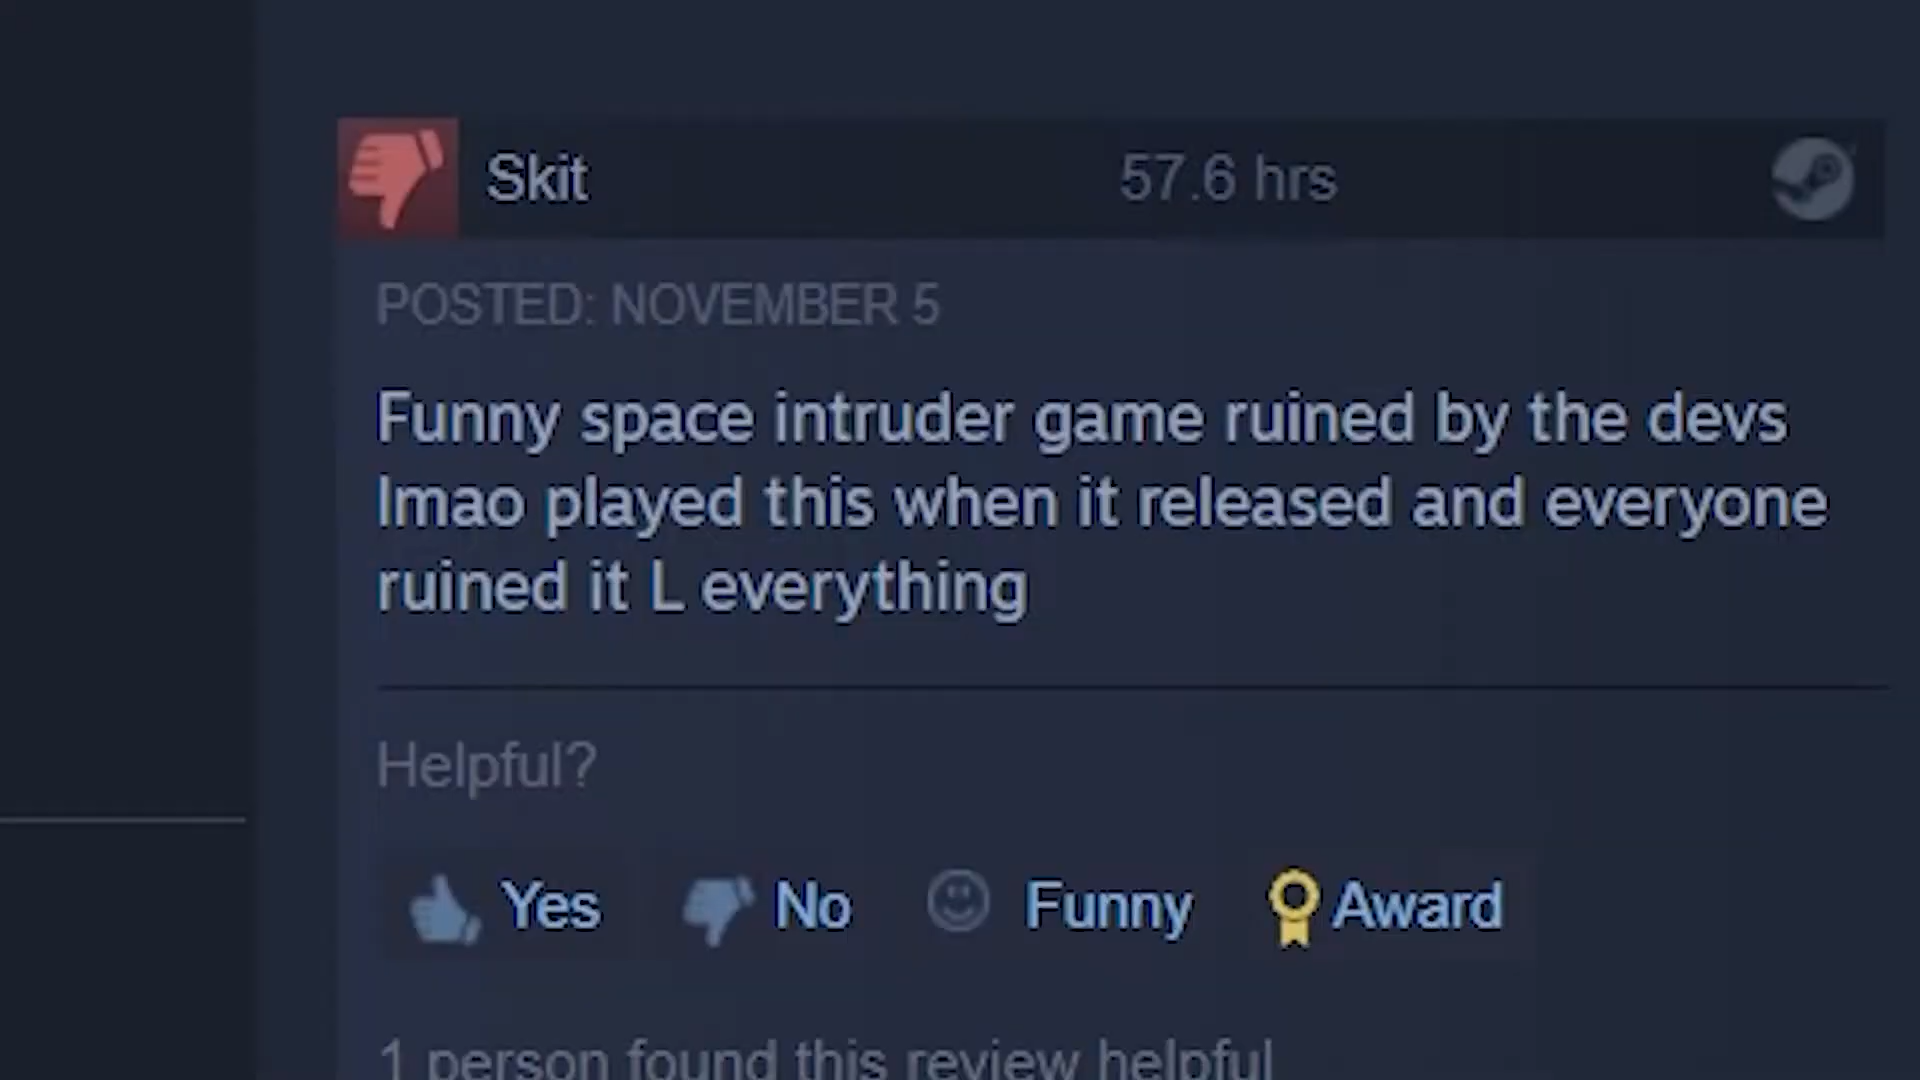 Skit 57.6 hrs
POSTED: NOVEMBER 5
Funny space intruder game ruined by the devs
lmao played this when it released and everyone
ruined it L everything
Helpful?
Yes No Funny Award
1 person found this review helpful